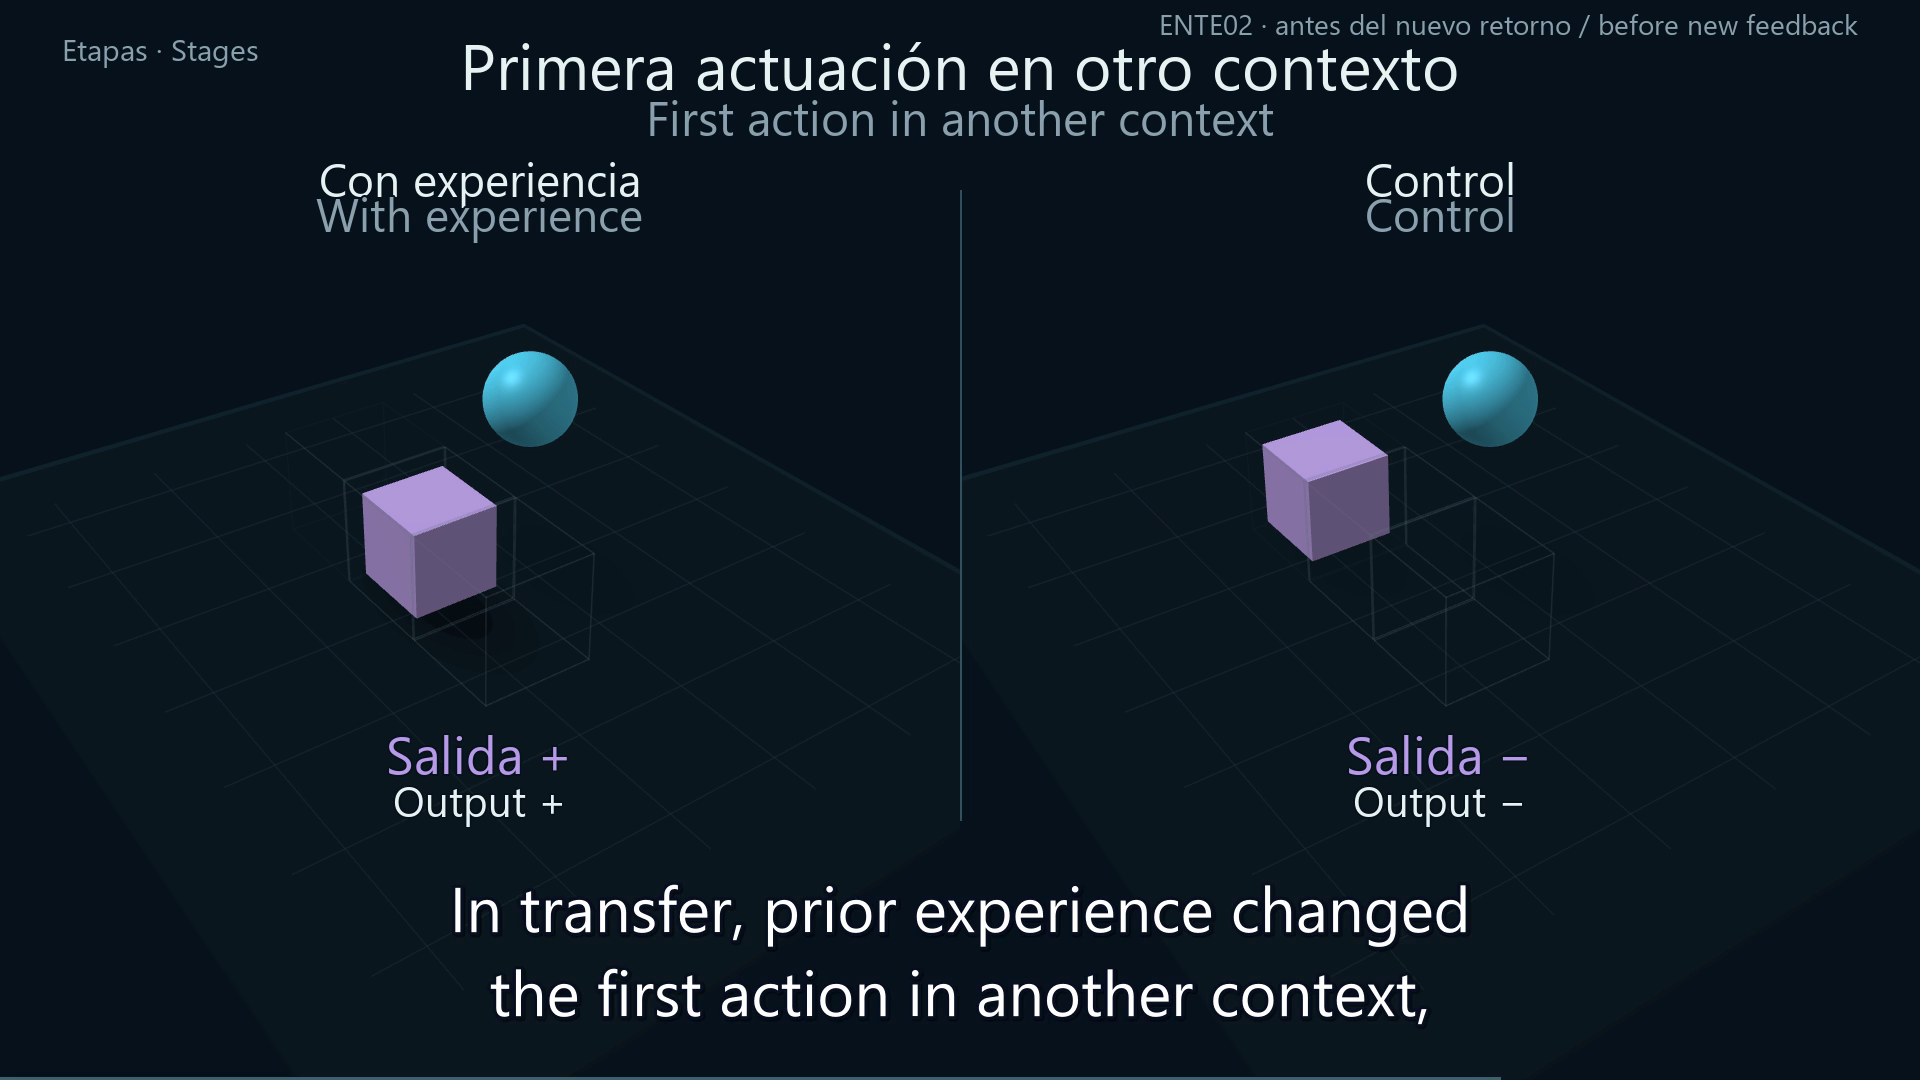 Etapas · Stages
ENTE02 · antes del nuevo retorno / before new feedback
Primera actuación en otro contexto
First action in another context
Con experiencia
With experience
Control
Control
Salida +
Output +
Salida −
Output −
In transfer, prior experience changed
the first action in another context,